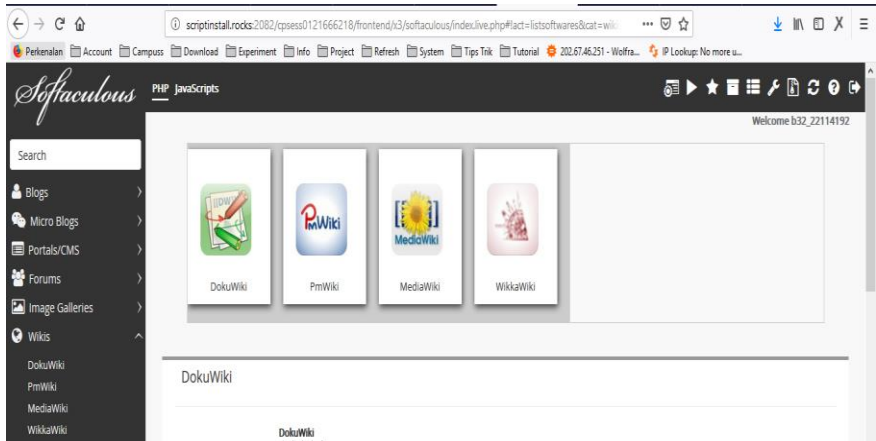 scriptinstall.rocks:2082/cpsess0121666218/frontend/x3/softaculous/index.live.php#!act=listsoftwares&cat=wik
Perkenalan Account Campuss Download Experiment Info Project Refresh System Tips Trik Tutorial 202.67.46.251 - Wolfra... IP Lookup: No more u...
Softaculous PHP JavaScripts
Welcome b32_22114192
Search
Blogs
Micro Blogs
Portals/CMS
Forums
Image Galleries
Wikis
DokuWiki
PmWiki
MediaWiki
WikkaWiki
PmWiki
MediaWiki
DokuWiki PmWiki MediaWiki WikkaWiki
DokuWiki
DokuWiki